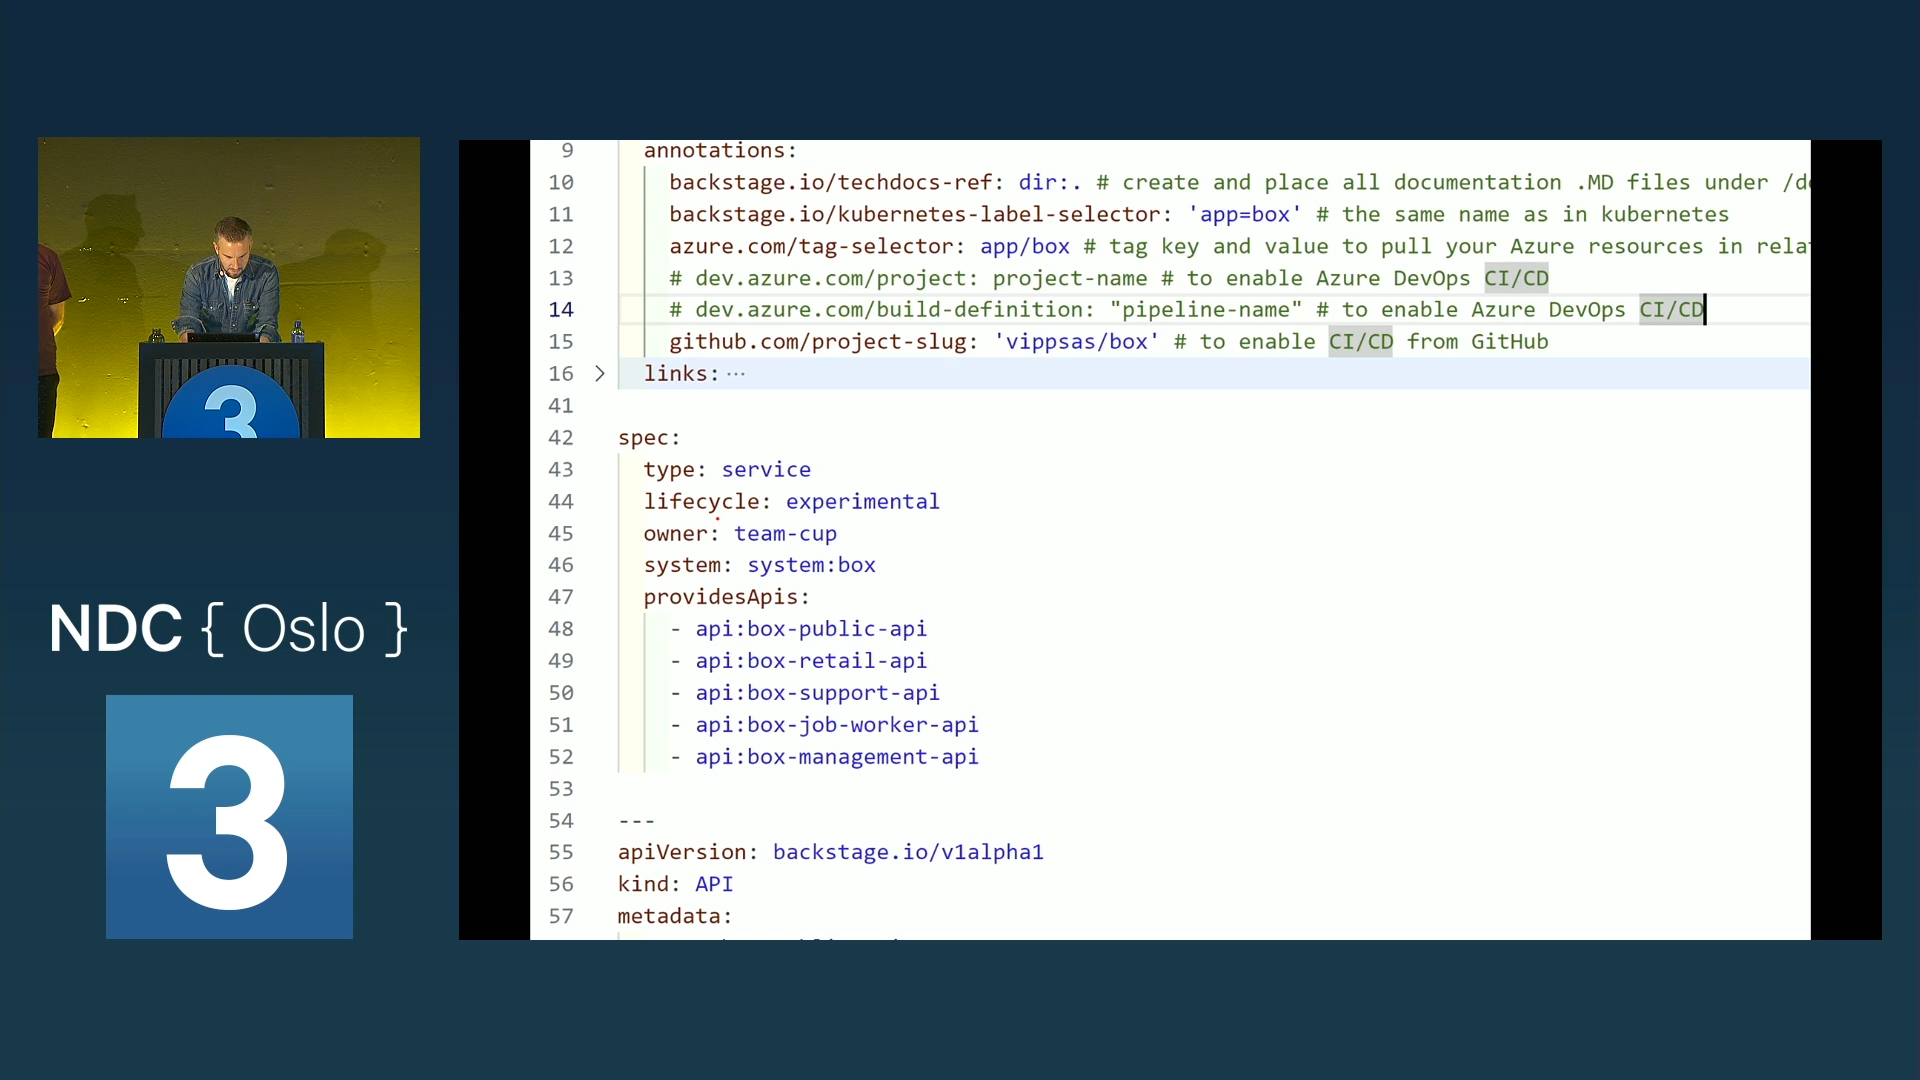 3
NDC { Oslo }
3
9 annotations:
10 backstage.io/techdocs-ref: dir:. # create and place all documentation .MD files under
11 backstage.io/kubernetes-label-selector: 'app=box' # the same name as in kubernetes
12 azure.com/tag-selector: app/box # tag key and value to pull your Azure resources in
13 # dev.azure.com/project: project-name # to enable Azure DevOps CI/CD
14 # dev.azure.com/build-definition: "pipeline-name" # to enable Azure DevOps CI/CD
15 github.com/project-slug: 'vippsas/box' # to enable CI/CD from GitHub
16 > links: ···
41
42 spec:
43 type: service
44 lifecycle: experimental
45 owner: team-cup
46 system: system:box
47 providesApis:
48 - api:box-public-api
49 - api:box-retail-api
50 - api:box-support-api
51 - api:box-job-worker-api
52 - api:box-management-api
53
54 ---
55 apiVersion: backstage.io/v1alpha1
56 kind: API
57 metadata: